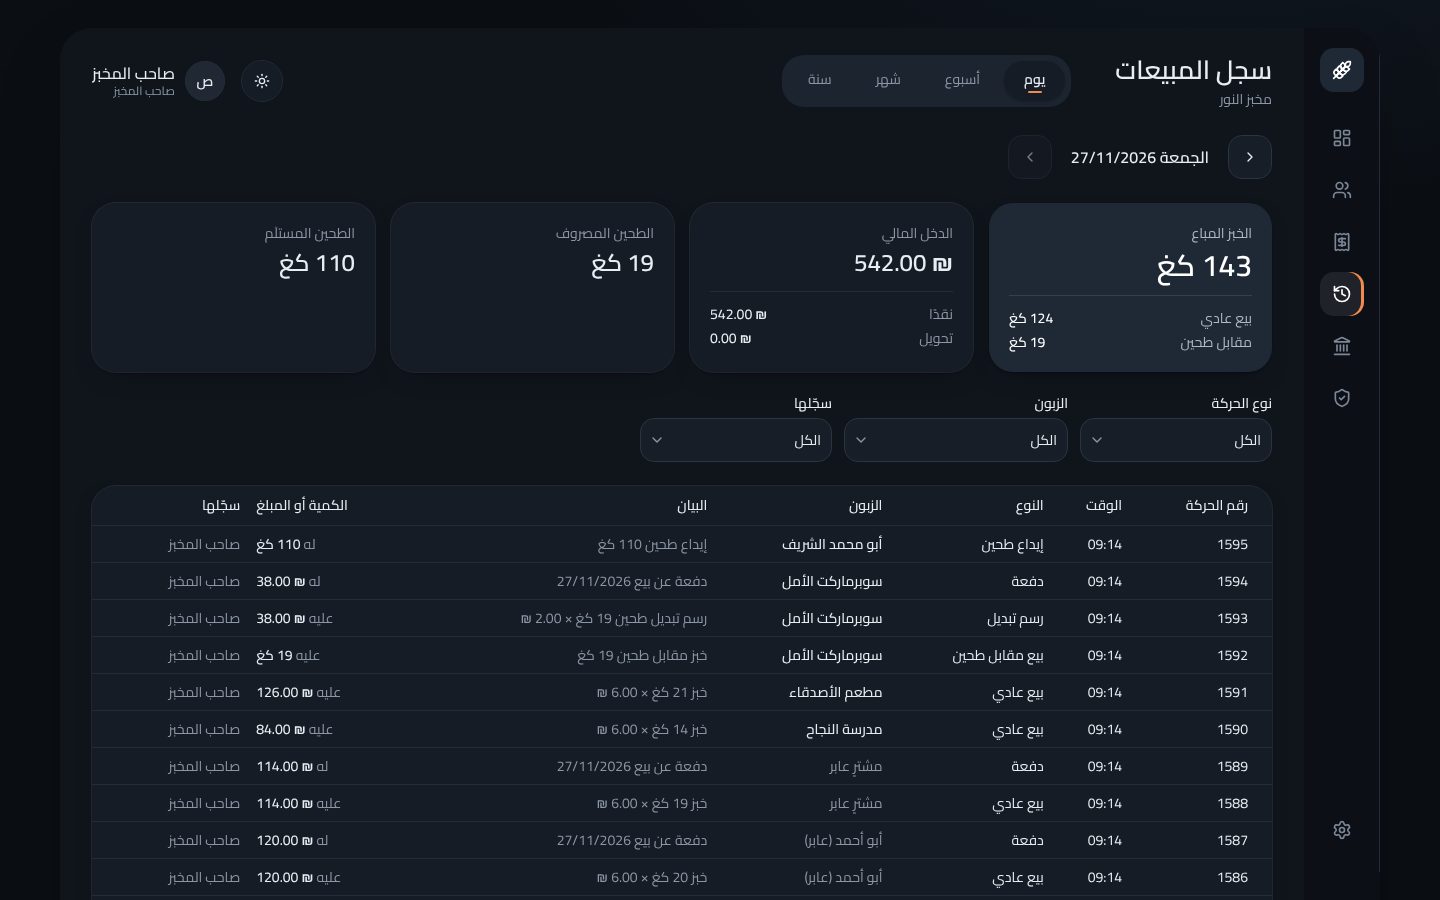 سجل المبيعات
مخبز النور
يوم أسبوع شهر سنة
ص
صاحب المخبز
صاحب المخبز
الجمعة 27/11/2026
الخبز المباع
143 كغ
بيع عادي 124 كغ
مقابل طحين 19 كغ
الدخل المالي
₪ 542.00
نقدًا ₪ 542.00
تحويل ₪ 0.00
الطحين المصروف
19 كغ
الطحين المستلم
110 كغ
نوع الحركة
الكل
الزبون
الكل
سجّلها
الكل
رقم الحركة الوقت النوع الزبون البيان الكمية أو المبلغ سجّلها
1595 09:14 إيداع طحين أبو محمد الشريف إيداع طحين 110 كغ له 110 كغ صاحب المخبز
1594 09:14 دفعة سوبرماركت الأمل دفعة عن بيع 27/11/2026 له ₪ 38.00 صاحب المخبز
1593 09:14 رسم تبديل سوبرماركت الأمل رسم تبديل طحين 19 كغ × 2.00 ₪ عليه ₪ 38.00 صاحب المخبز
1592 09:14 بيع مقابل طحين سوبرماركت الأمل خبز مقابل طحين 19 كغ عليه 19 كغ صاحب المخبز
1591 09:14 بيع عادي مطعم الأصدقاء خبز 21 كغ × 6.00 ₪ عليه ₪ 126.00 صاحب المخبز
1590 09:14 بيع عادي مدرسة النجاح خبز 14 كغ × 6.00 ₪ عليه ₪ 84.00 صاحب المخبز
1589 09:14 دفعة مشترٍ عابر دفعة عن بيع 27/11/2026 له ₪ 114.00 صاحب المخبز
1588 09:14 بيع عادي مشترٍ عابر خبز 19 كغ × 6.00 ₪ عليه ₪ 114.00 صاحب المخبز
1587 09:14 دفعة أبو أحمد (عابر) دفعة عن بيع 27/11/2026 له ₪ 120.00 صاحب المخبز
1586 09:14 بيع عادي أبو أحمد (عابر) خبز 20 كغ × 6.00 ₪ عليه ₪ 120.00 صاحب المخبز